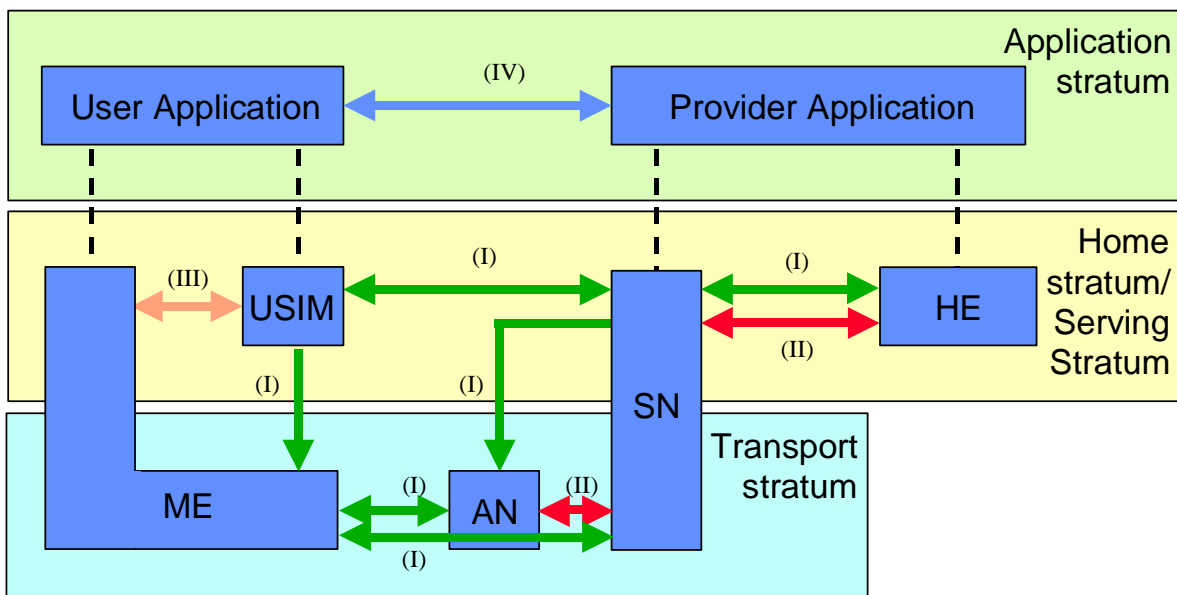 Application
stratum
(IV)
User Application
Provider Application
Home
stratum/
Serving
Stratum
(I)
(I)
(III)
USIM
HE
(II)
(I)
(I)
SN
Transport
stratum
(I)
(II)
ME
AN
(I)